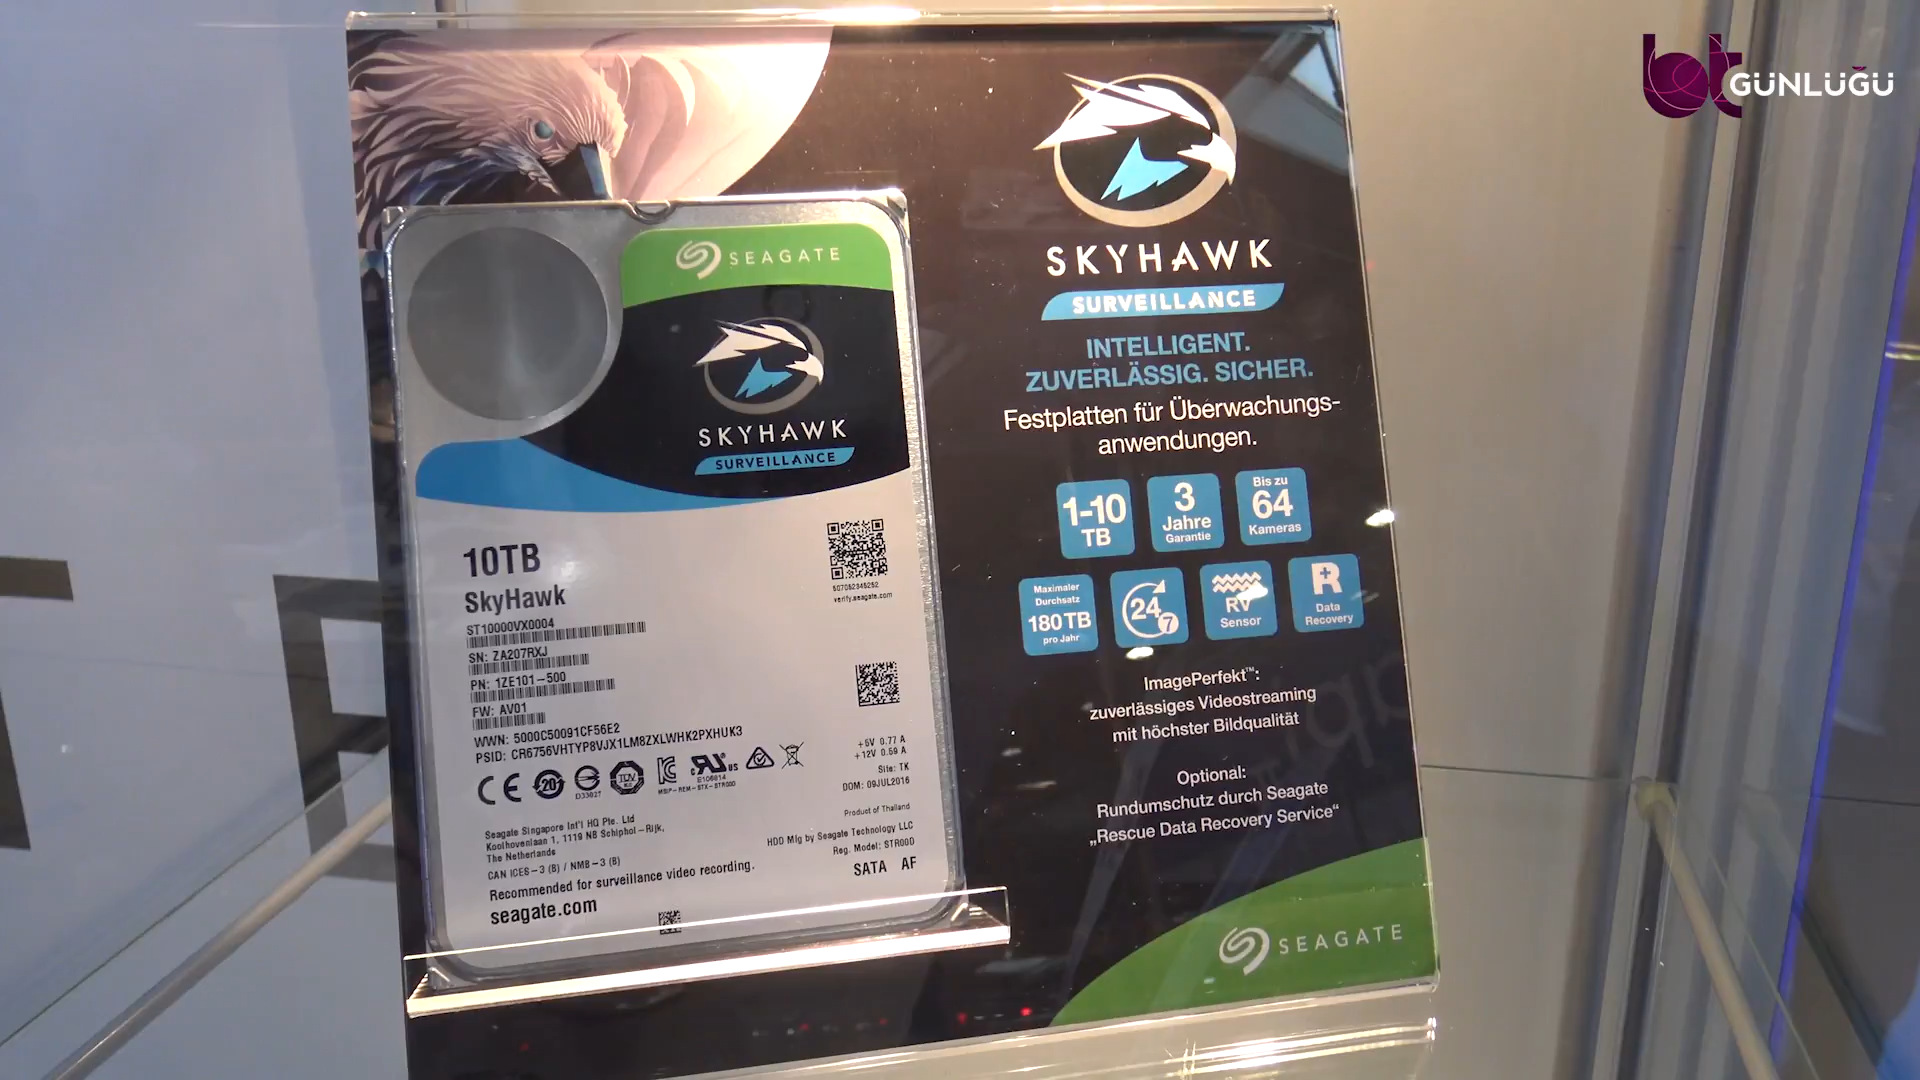 bt GÜNLÜĞÜ
SEAGATE
SKYHAWK
SURVEILLANCE
10TB
SkyHawk
ST10000VX0004
SN: ZA207RXJ
PN: 1ZE101-500
FW: AV01
WWN: 5000C50091CF56E2
PSID: CR6756VHTYP8VJX1LM8ZXLWHK2PXHUK3
verify.seagate.com
+5V 0.77 A
+12V 0.59 A
Site: TK
DOM: 09JUL2016
Product of Thailand
Seagate Singapore Int'l HQ Pte. Ltd
Koolhovenlaan 1, 1119 NB Schiphol-Rijk,
The Netherlands
CAN ICES-3 (B) / NMB-3 (B)
HDD Mfg by Seagate Technology LLC
Reg. Model: STR00D
SATA AF
Recommended for surveillance video recording.
seagate.com
SKYHAWK
SURVEILLANCE
INTELLIGENT.
ZUVERLÄSSIG. SICHER.
Festplatten für Überwachungs-
anwendungen.
1-10
TB
3
Jahre
Garantie
Bis zu
64
Kameras
Maximaler
Durchsatz
180 TB
pro Jahr
24
7
RV
Sensor
R
Data
Recovery
ImagePerfekt™:
zuverlässiges Videostreaming
mit höchster Bildqualität
Optional:
Rundumschutz durch Seagate
„Rescue Data Recovery Service“
SEAGATE